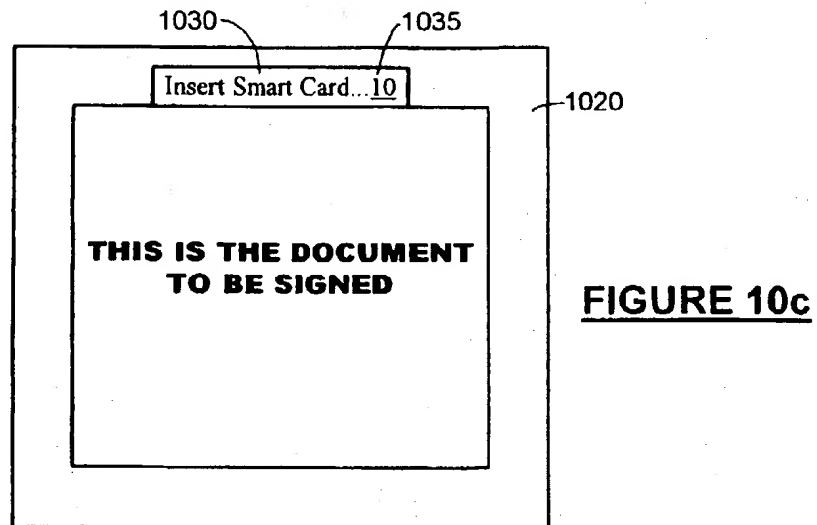 1030 1035
Insert Smart Card...10
1020
THIS IS THE DOCUMENT
TO BE SIGNED
FIGURE 10c